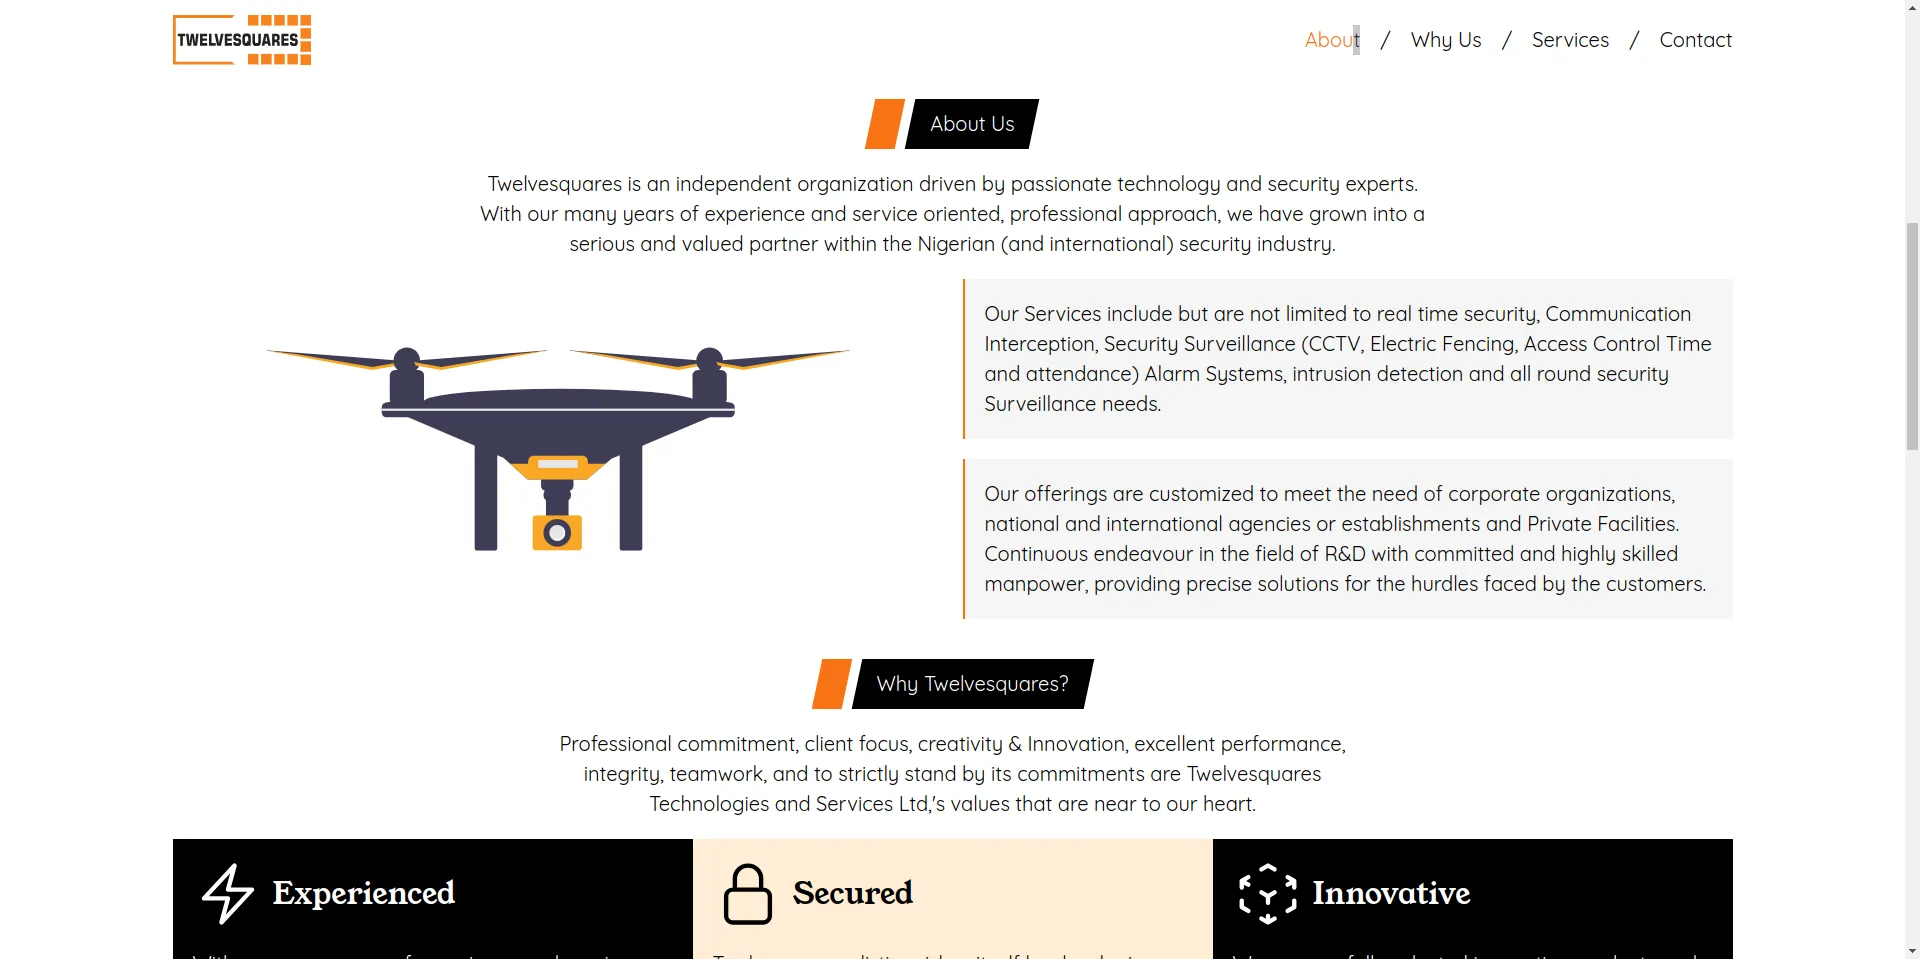 TWELVESQUARES
About / Why Us / Services / Contact
About Us
Twelvesquares is an independent organization driven by passionate technology and security experts.
With our many years of experience and service oriented, professional approach, we have grown into a
serious and valued partner within the Nigerian (and international) security industry.
Our Services include but are not limited to real time security, Communication
Interception, Security Surveillance (CCTV, Electric Fencing, Access Control Time
and attendance) Alarm Systems, intrusion detection and all round security
Surveillance needs.
Our offerings are customized to meet the need of corporate organizations,
national and international agencies or establishments and Private Facilities.
Continuous endeavour in the field of R&D with committed and highly skilled
manpower, providing precise solutions for the hurdles faced by the customers.
Why Twelvesquares?
Professional commitment, client focus, creativity & Innovation, excellent performance,
integrity, teamwork, and to strictly stand by its commitments are Twelvesquares
Technologies and Services Ltd,'s values that are near to our heart.
Experienced
Secured
Innovative